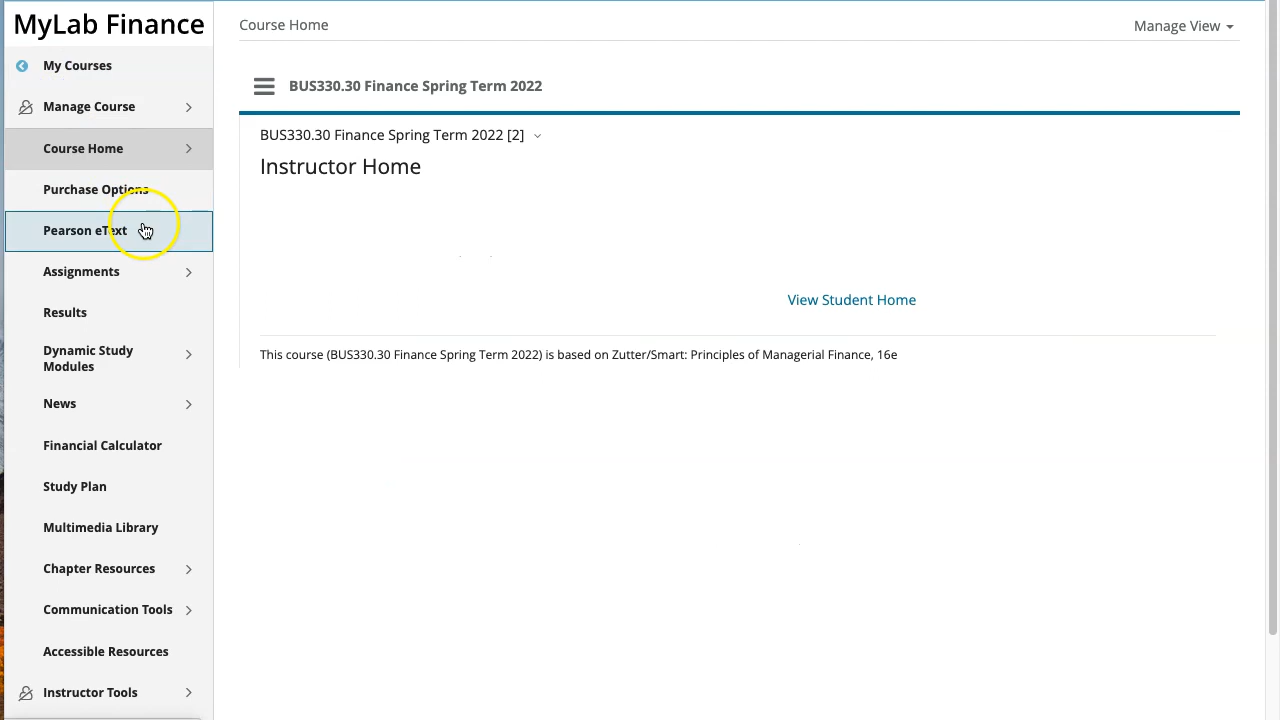 MyLab Finance
My Courses
Manage Course
Course Home
Purchase Options
Pearson eText
Assignments
Results
Dynamic Study
Modules
News
Financial Calculator
Study Plan
Multimedia Library
Chapter Resources
Communication Tools
Accessible Resources
Instructor Tools
Course Home
Manage View
BUS330.30 Finance Spring Term 2022
BUS330.30 Finance Spring Term 2022 [2]
Instructor Home
View Student Home
This course (BUS330.30 Finance Spring Term 2022) is based on Zutter/Smart: Principles of Managerial Finance, 16e